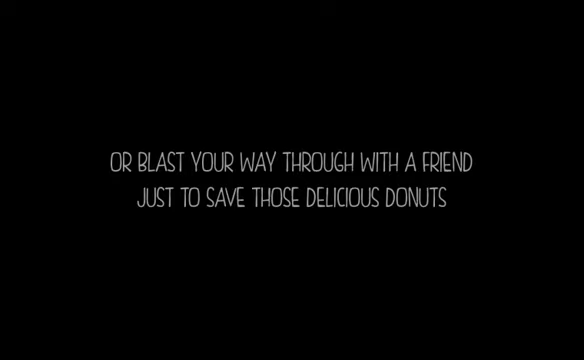 OR BLAST YOUR WAY THROUGH WITH A FRIEND
JUST TO SAVE THOSE DELICIOUS DONUTS